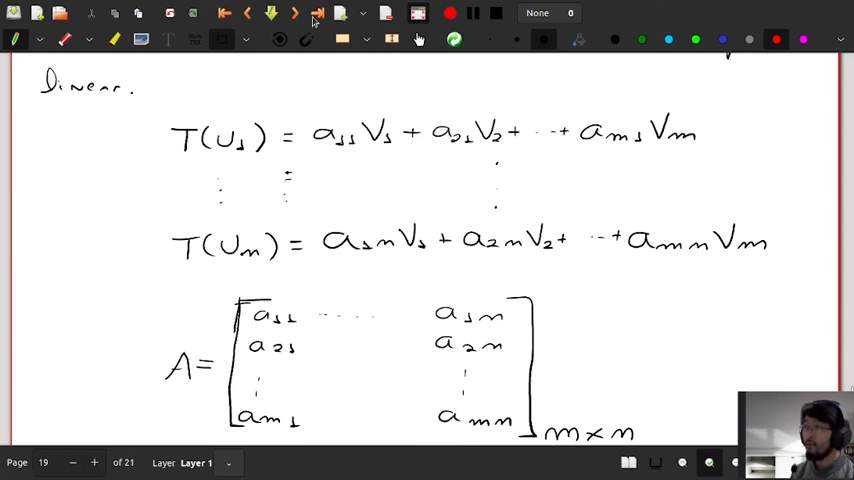 None 0
linear.
T(u₁) = a₁₁V₁ + a₂₁V₂ + ... + aₘ₁Vₘ
T(uₙ) = a₁ₙV₁ + a₂ₙV₂ + ... + aₘₙVₘ
A = [ a₁₁ ..... a₁ₙ
a₂₁ a₂ₙ
aₘ₁ aₘₙ ] m × n
Page 19 of 21 Layer Layer 1